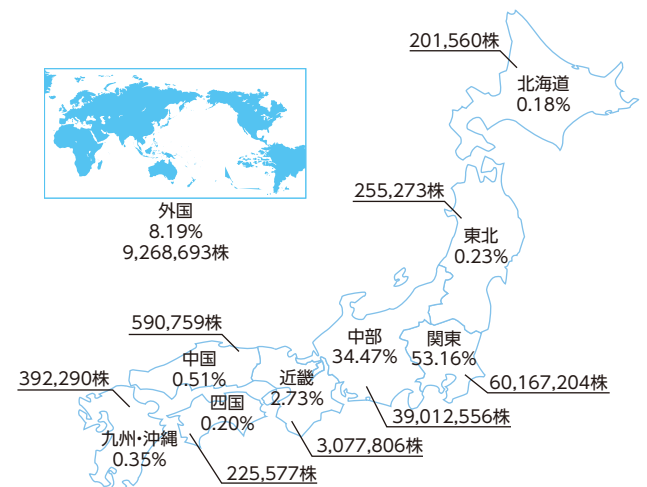 201,560株
北海道
0.18%
外国
8.19%
9,268,693株
255,273株
東北
0.23%
590,759株
中国
0.51%
中部
34.47%
関東
53.16%
60,167,204株
392,290株
近畿
2.73%
四国
0.20%
39,012,556株
九州・沖縄
0.35%
3,077,806株
225,577株